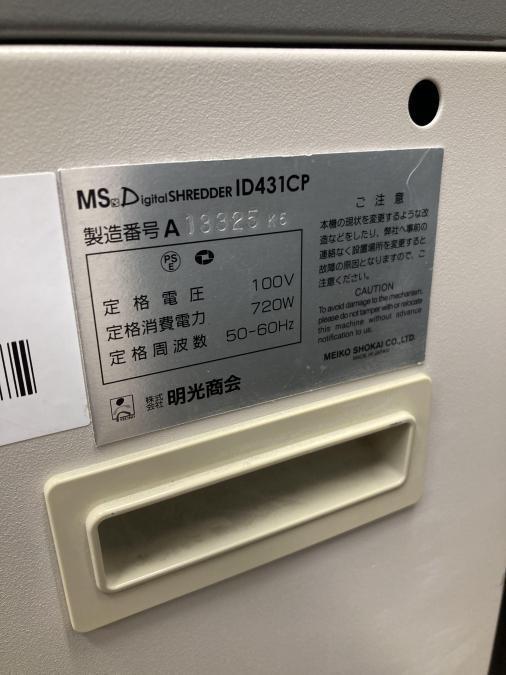 MS DigitalSHREDDER ID431CP
製造番号 A 13325 K6
PS
E
定格電圧 100V
定格消費電力 720W
定格周波数 50-60Hz
株式
会社 明光商会
ご注意
本機の現状を変更するような改
造などをしたり、弊社へ事前の
連絡なく設置場所を変更すると
故障の原因となりますので、ご
注意ください。
CAUTION
To avoid damage to the mechanism,
please do not tamper with or relocate
this machine without advance
notification to us.
MEIKO SHOKAI CO.,LTD.
MADE IN JAPAN